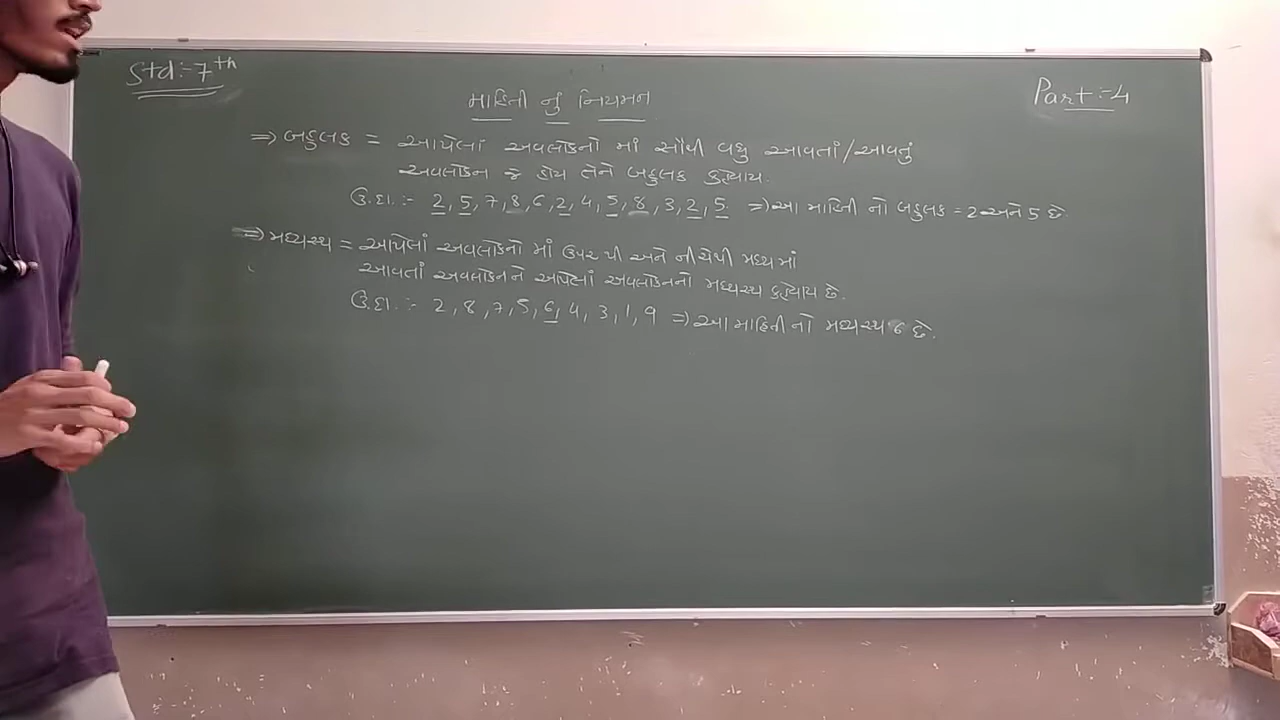 Std:-7th
Part:-4
માહિતી નું નિયમન
⇒ બહુલક = આપેલાં અવલોકનો માં સૌથી વધુ આવતાં/આવતું
અવલોકન જે હોય તેને બહુલક કહેવાય.
ઉ.દા. :- 2, 5, 7, 8, 6, 2, 4, 5, 8, 3, 2, 5 ⇒ આ માહિતી નો બહુલક = 2 અને 5 છે
⇒ મધ્યસ્થ = આપેલાં અવલોકનો માં ઉપર થી અને નીચેથી મધ્ય માં
આવતાં અવલોકનને આપેલાં અવલોકનનો મધ્યસ્થ કહેવાય છે.
ઉ.દા. :- 2, 8, 7, 5, 6, 4, 3, 1, 9 ⇒ આ માહિતી નો મધ્યસ્થ 6 છે.